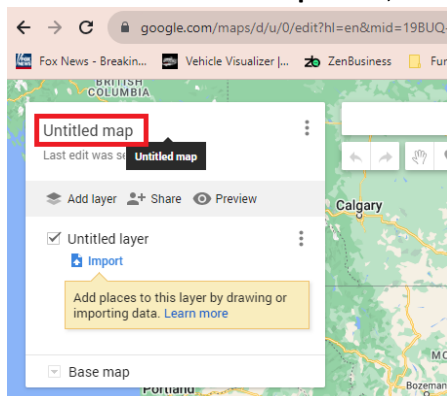 google.com/maps/d/u/0/edit?hl=en&mid=19BUQ
Fox News - Breakin...
Vehicle Visualizer |...
ZenBusiness
BRITISH
COLUMBIA
Untitled map
Last edit was
Untitled map
Add layer
Share
Preview
Calgary
Untitled layer
Import
Add places to this layer by drawing or
importing data. Learn more
Base map
Portland
Bozeman